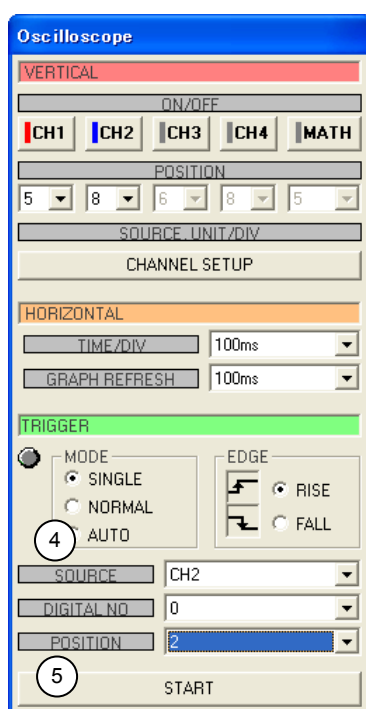 Oscilloscope
VERTICAL
ON/OFF
CH1 CH2 CH3 CH4 MATH
POSITION
5 8 6 8 5
SOURCE, UNIT/DIV
CHANNEL SETUP
HORIZONTAL
TIME/DIV 100ms
GRAPH REFRESH 100ms
TRIGGER
MODE EDGE
SINGLE RISE
NORMAL
AUTO FALL
4
SOURCE CH2
DIGITAL NO 0
POSITION 2
5
START